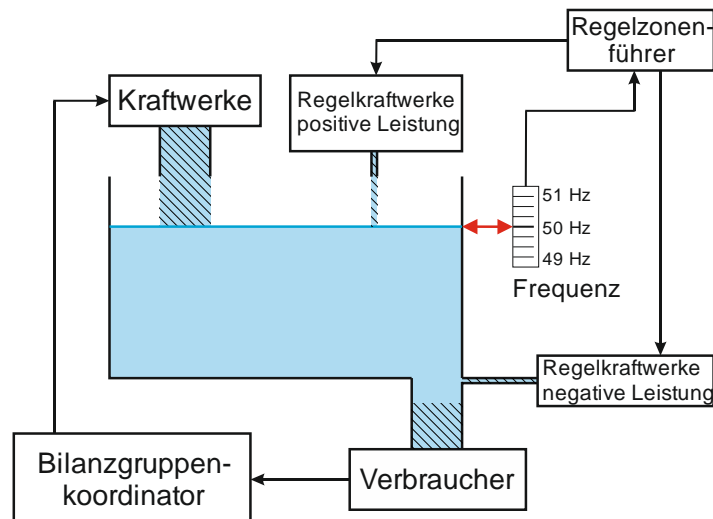 Regelzonen-
führer
Kraftwerke
Regelkraftwerke
positive Leistung
51 Hz
50 Hz
49 Hz
Frequenz
Regelkraftwerke
negative Leistung
Bilanzgruppen-
koordinator
Verbraucher